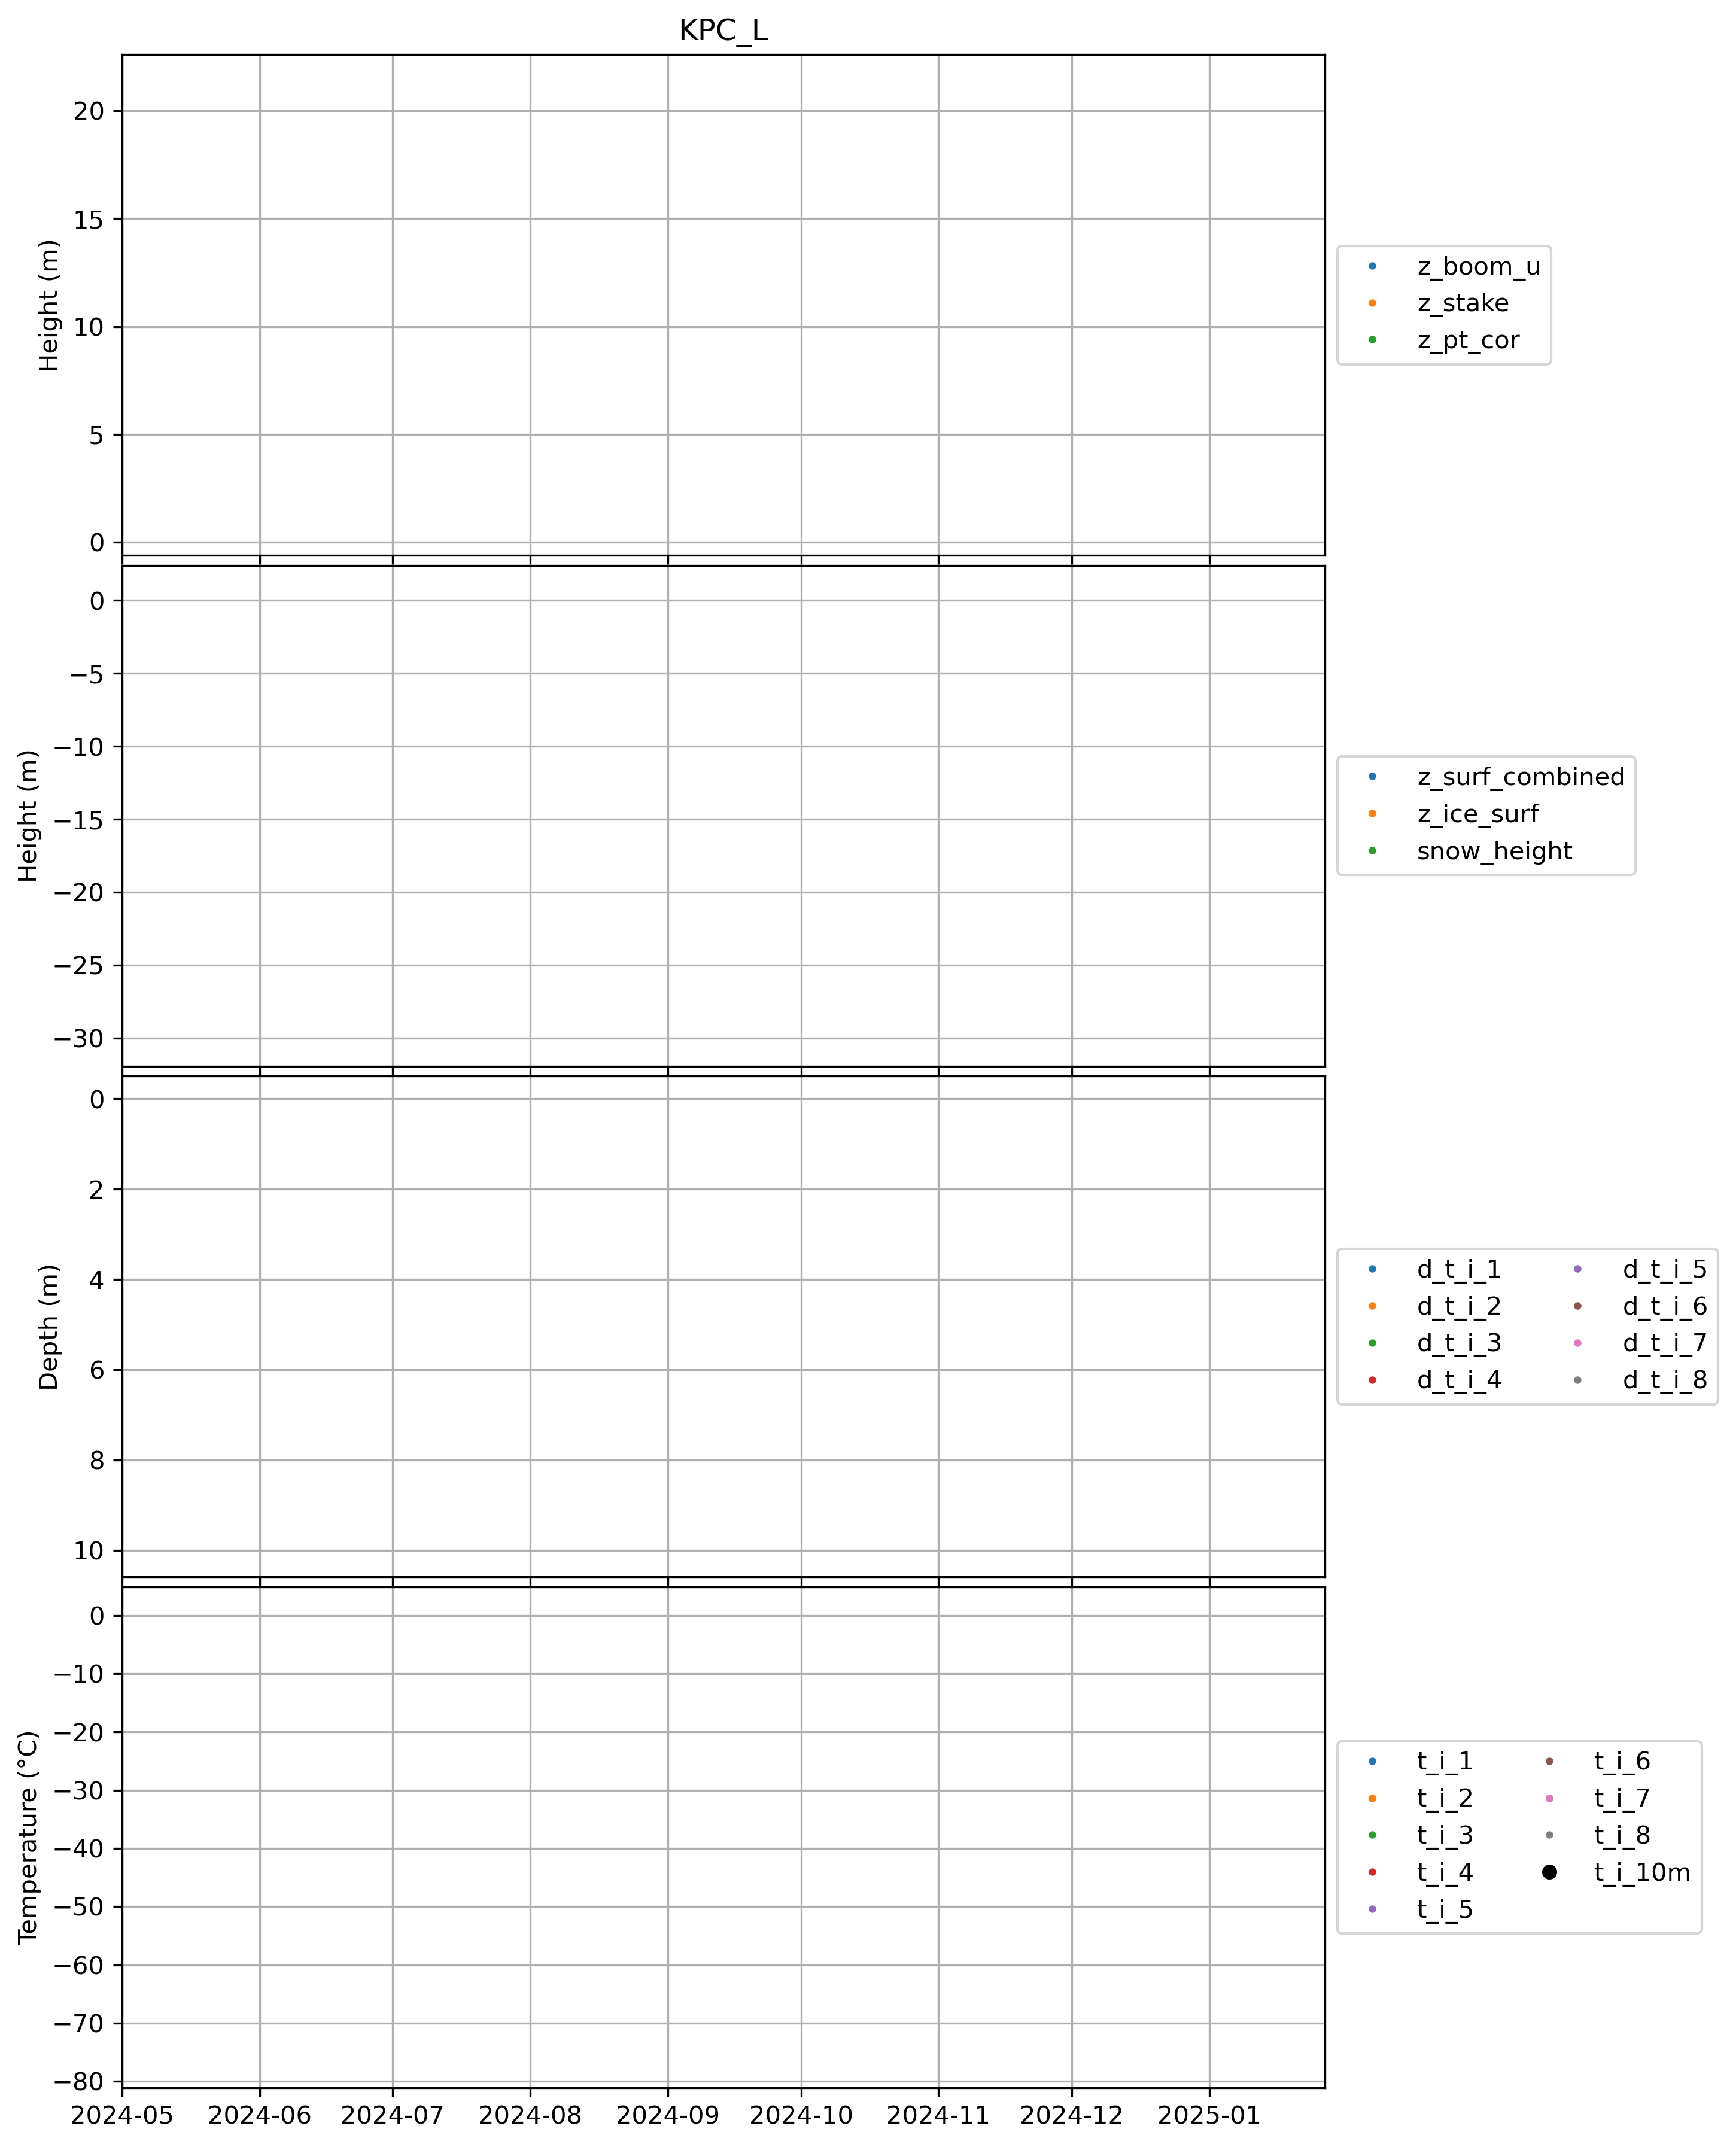 KPC_L
20
15
10
5
0
Height (m)
z_boom_u
z_stake
z_pt_cor
0
−5
−10
−15
−20
−25
−30
Height (m)
z_surf_combined
z_ice_surf
snow_height
0
2
4
6
8
10
Depth (m)
d_t_i_1
d_t_i_2
d_t_i_3
d_t_i_4
d_t_i_5
d_t_i_6
d_t_i_7
d_t_i_8
0
−10
−20
−30
−40
−50
−60
−70
−80
Temperature (°C)
t_i_1
t_i_2
t_i_3
t_i_4
t_i_5
t_i_6
t_i_7
t_i_8
t_i_10m
2024-05 2024-06 2024-07 2024-08 2024-09 2024-10 2024-11 2024-12 2025-01